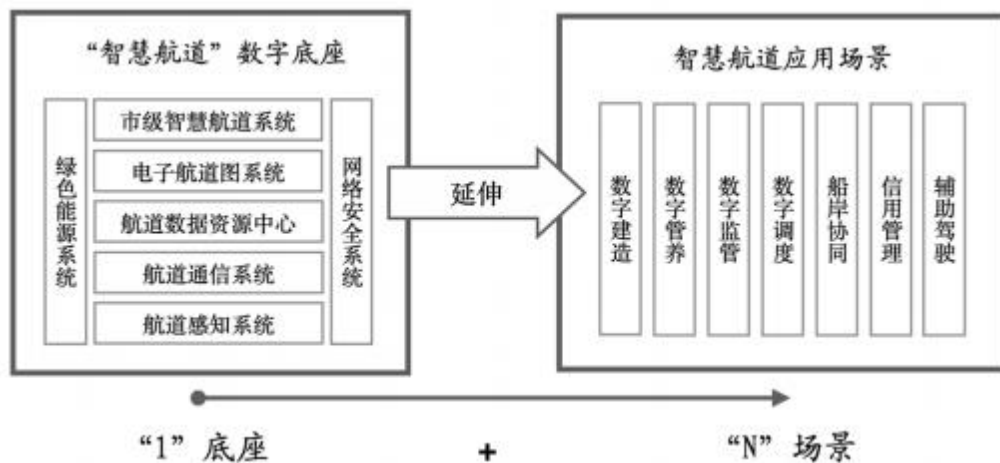 “智慧航道”数字底座
绿色能源系统
市级智慧航道系统
电子航道图系统
航道数据资源中心
航道通信系统
航道感知系统
网络安全系统
延伸
智慧航道应用场景
数字建造
数字管养
数字监管
数字调度
船岸协同
信用管理
辅助驾驶
“1”底座
+
“N”场景